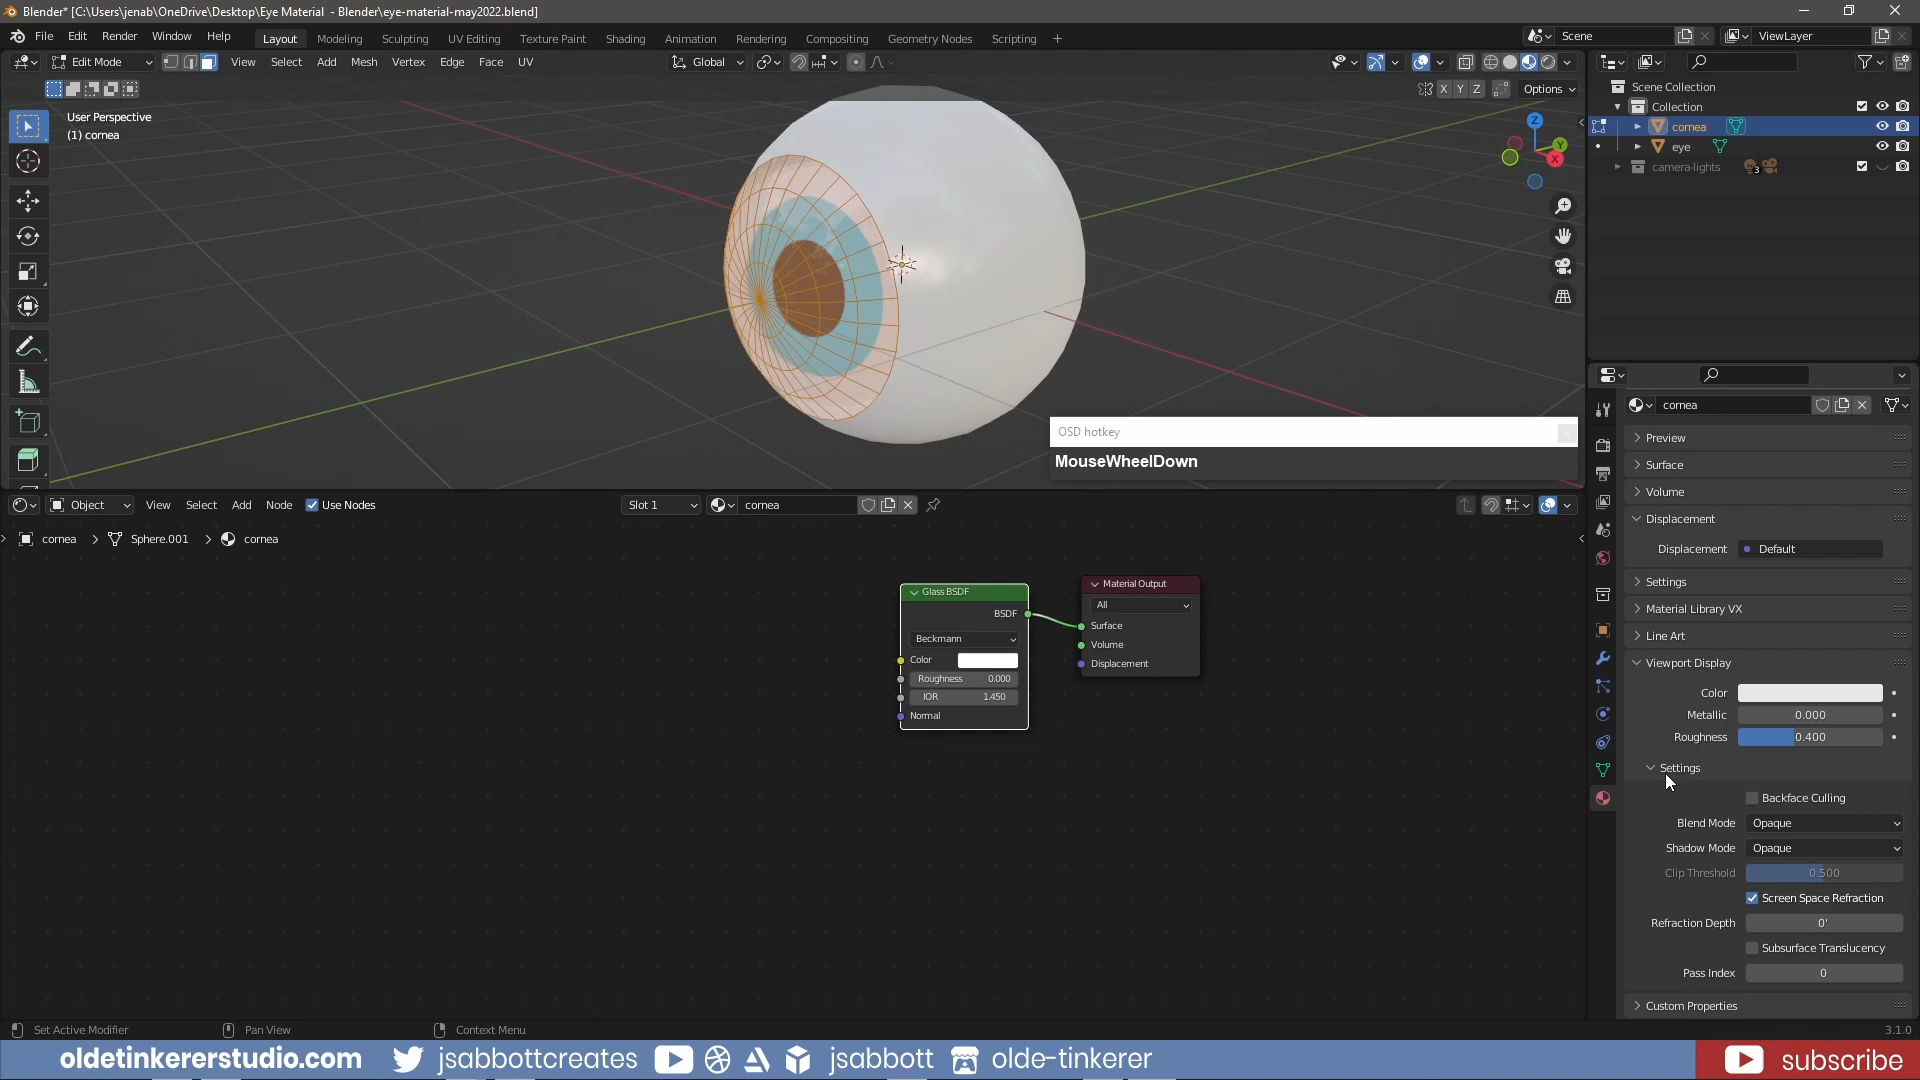 Blender* [C:\Users\jenab\OneDrive\Desktop\Eye Material - Blender\eye-material-may2022.blend]
File Edit Render Window Help Layout Modeling Sculpting UV Editing Texture Paint Shading Animation Rendering Compositing Geometry Nodes Scripting + Scene ViewLayer
Edit Mode View Select Add Mesh Vertex Edge Face UV Global
X Y Z Options
User Perspective
(1) cornea
Z
Y
X
Scene Collection
Collection
cornea
eye
camera-lights 3
OSD hotkey
MouseWheelDown
Object View Select Add Node Use Nodes Slot 1 cornea
cornea > Sphere.001 > cornea
Glass BSDF
BSDF
Beckmann
Color
Roughness 0.000
IOR 1.450
Normal
Material Output
All
Surface
Volume
Displacement
cornea
Preview
Surface
Volume
Displacement
Displacement Default
Settings
Material Library VX
Line Art
Viewport Display
Color
Metallic 0.000
Roughness 0.400
Settings
Backface Culling
Blend Mode Opaque
Shadow Mode Opaque
Clip Threshold 0.500
Screen Space Refraction
Refraction Depth 0'
Subsurface Translucency
Pass Index 0
Custom Properties
Set Active Modifier Pan View Context Menu 3.1.0
oldetinkererstudio.com jsabbottcreates jsabbott olde-tinkerer subscribe